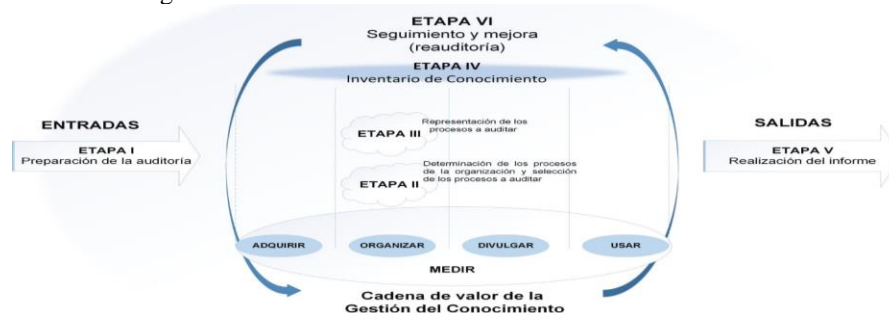 ETAPA VI
Seguimiento y mejora
(reauditoría)
ETAPA IV
Inventario de Conocimiento
ENTRADAS
ETAPA I
Preparación de la auditoría
ETAPA III
Representación de los
procesos a auditar
ETAPA II
Determinación de los procesos
de la organización y selección
de los procesos a auditar
SALIDAS
ETAPA V
Realización del informe
ADQUIRIR
ORGANIZAR
DIVULGAR
USAR
MEDIR
Cadena de valor de la
Gestión del Conocimiento